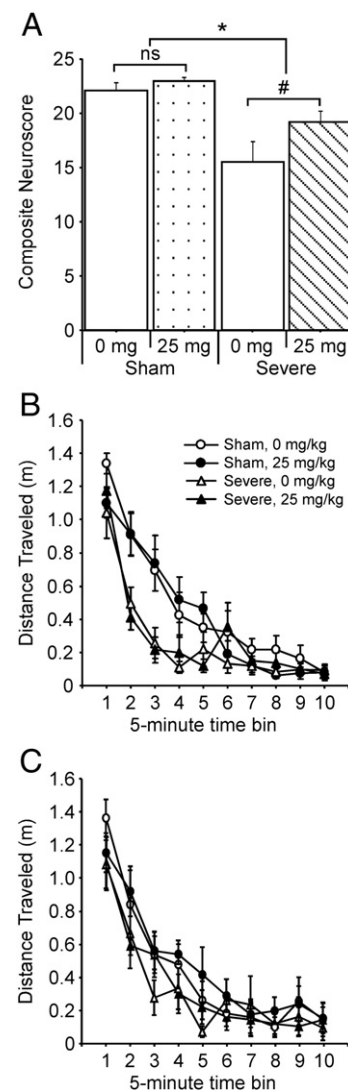 A
*
ns
#
Composite Neuroscore
25
20
15
10
5
0
0 mg 25 mg 0 mg 25 mg
Sham Severe
B
Distance Traveled (m)
1.6
1.4
1.2
1.0
0.8
0.6
0.4
0.2
0
Sham, 0 mg/kg
Sham, 25 mg/kg
Severe, 0 mg/kg
Severe, 25 mg/kg
1 2 3 4 5 6 7 8 9 10
5-minute time bin
C
Distance Traveled (m)
1.6
1.4
1.2
1.0
0.8
0.6
0.4
0.2
0
1 2 3 4 5 6 7 8 9 10
5-minute time bin